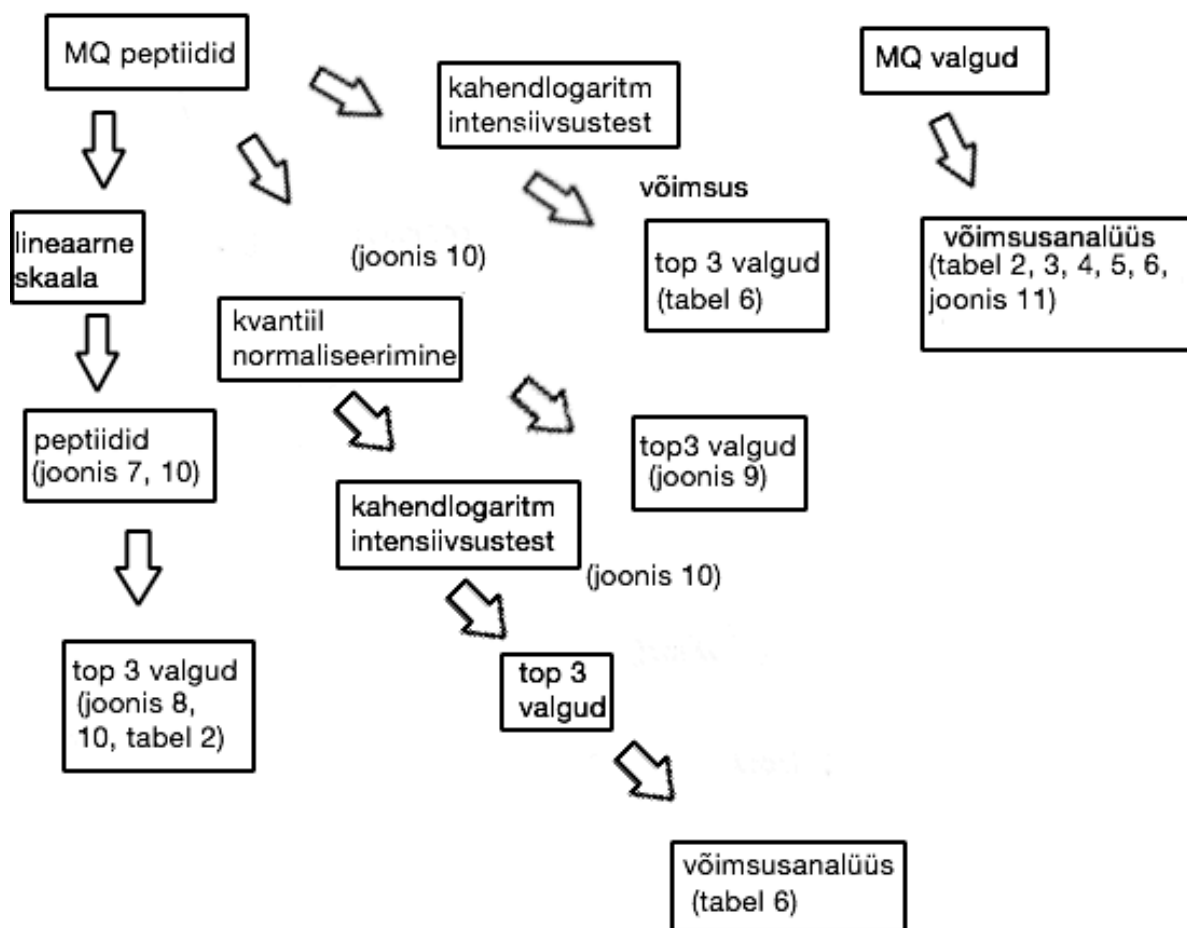 MQ peptiidid
kahendlogaritm
intensiivsustest
MQ valgud
lineaarne
skaala
(joonis 10)
võimsus
top 3 valgud
(tabel 6)
võimsusanalüüs
(tabel 2, 3, 4, 5, 6,
joonis 11)
kvantiil
normaliseerimine
peptiidid
(joonis 7, 10)
top3 valgud
(joonis 9)
kahendlogaritm
intensiivsustest
(joonis 10)
top 3 valgud
(joonis 8,
10, tabel 2)
top 3
valgud
võimsusanalüüs
(tabel 6)